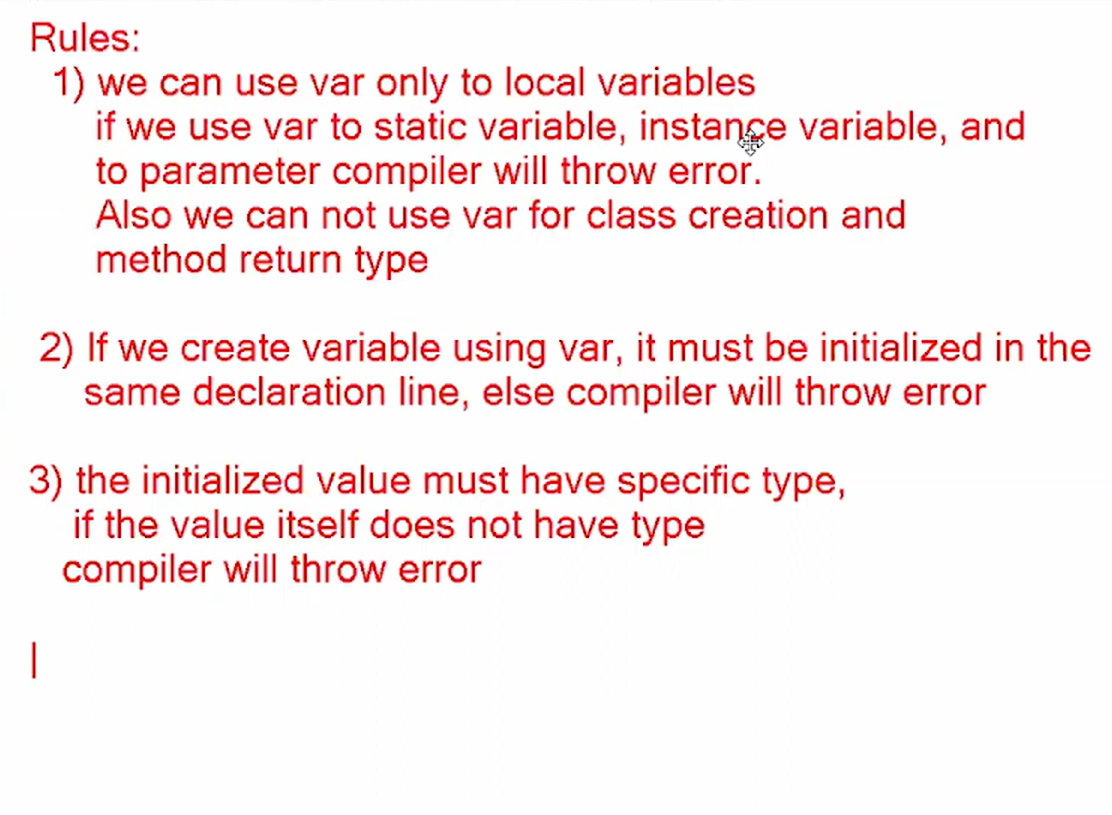 Rules:
1) we can use var only to local variables
if we use var to static variable, instance variable, and
to parameter compiler will throw error.
Also we can not use var for class creation and
method return type
2) If we create variable using var, it must be initialized in the
same declaration line, else compiler will throw error
3) the initialized value must have specific type,
if the value itself does not have type
compiler will throw error